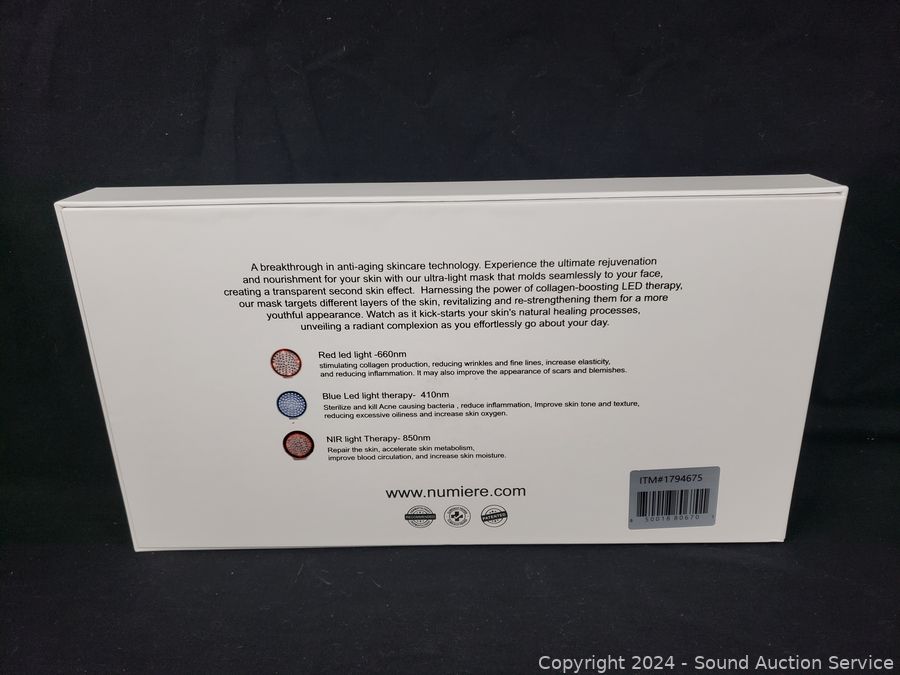 A breakthrough in anti-aging skincare technology. Experience the ultimate rejuvenation
and nourishment for your skin with our ultra-light mask that molds seamlessly to your face,
creating a transparent second skin effect. Harnessing the power of collagen-boosting LED therapy,
our mask targets different layers of the skin, revitalizing and re-strengthening them for a more
youthful appearance. Watch as it kick-starts your skin's natural healing processes,
unveiling a radiant complexion as you effortlessly go about your day.
Red led light -660nm
stimulating collagen production, reducing wrinkles and fine lines, increase elasticity,
and reducing inflammation. It may also improve the appearance of scars and blemishes.
Blue Led light therapy- 410nm
Sterilize and kill Acne causing bacteria , reduce inflammation, Improve skin tone and texture,
reducing excessive oiliness and increase skin oxygen.
NIR light Therapy- 850nm
Repair the skin, accelerate skin metabolism,
improve blood circulation, and increase skin moisture.
www.numiere.com
RECOMMENDED
PATENTED
ITM#1794675
50018 80670
Copyright 2024 - Sound Auction Service